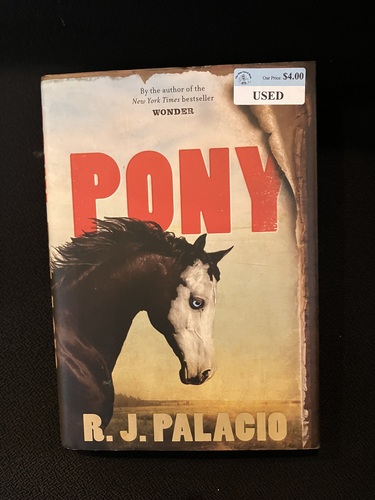 Our Price: $4.00
USED
By the author of the
New York Times bestseller
WONDER
PONY
R. J. PALACIO